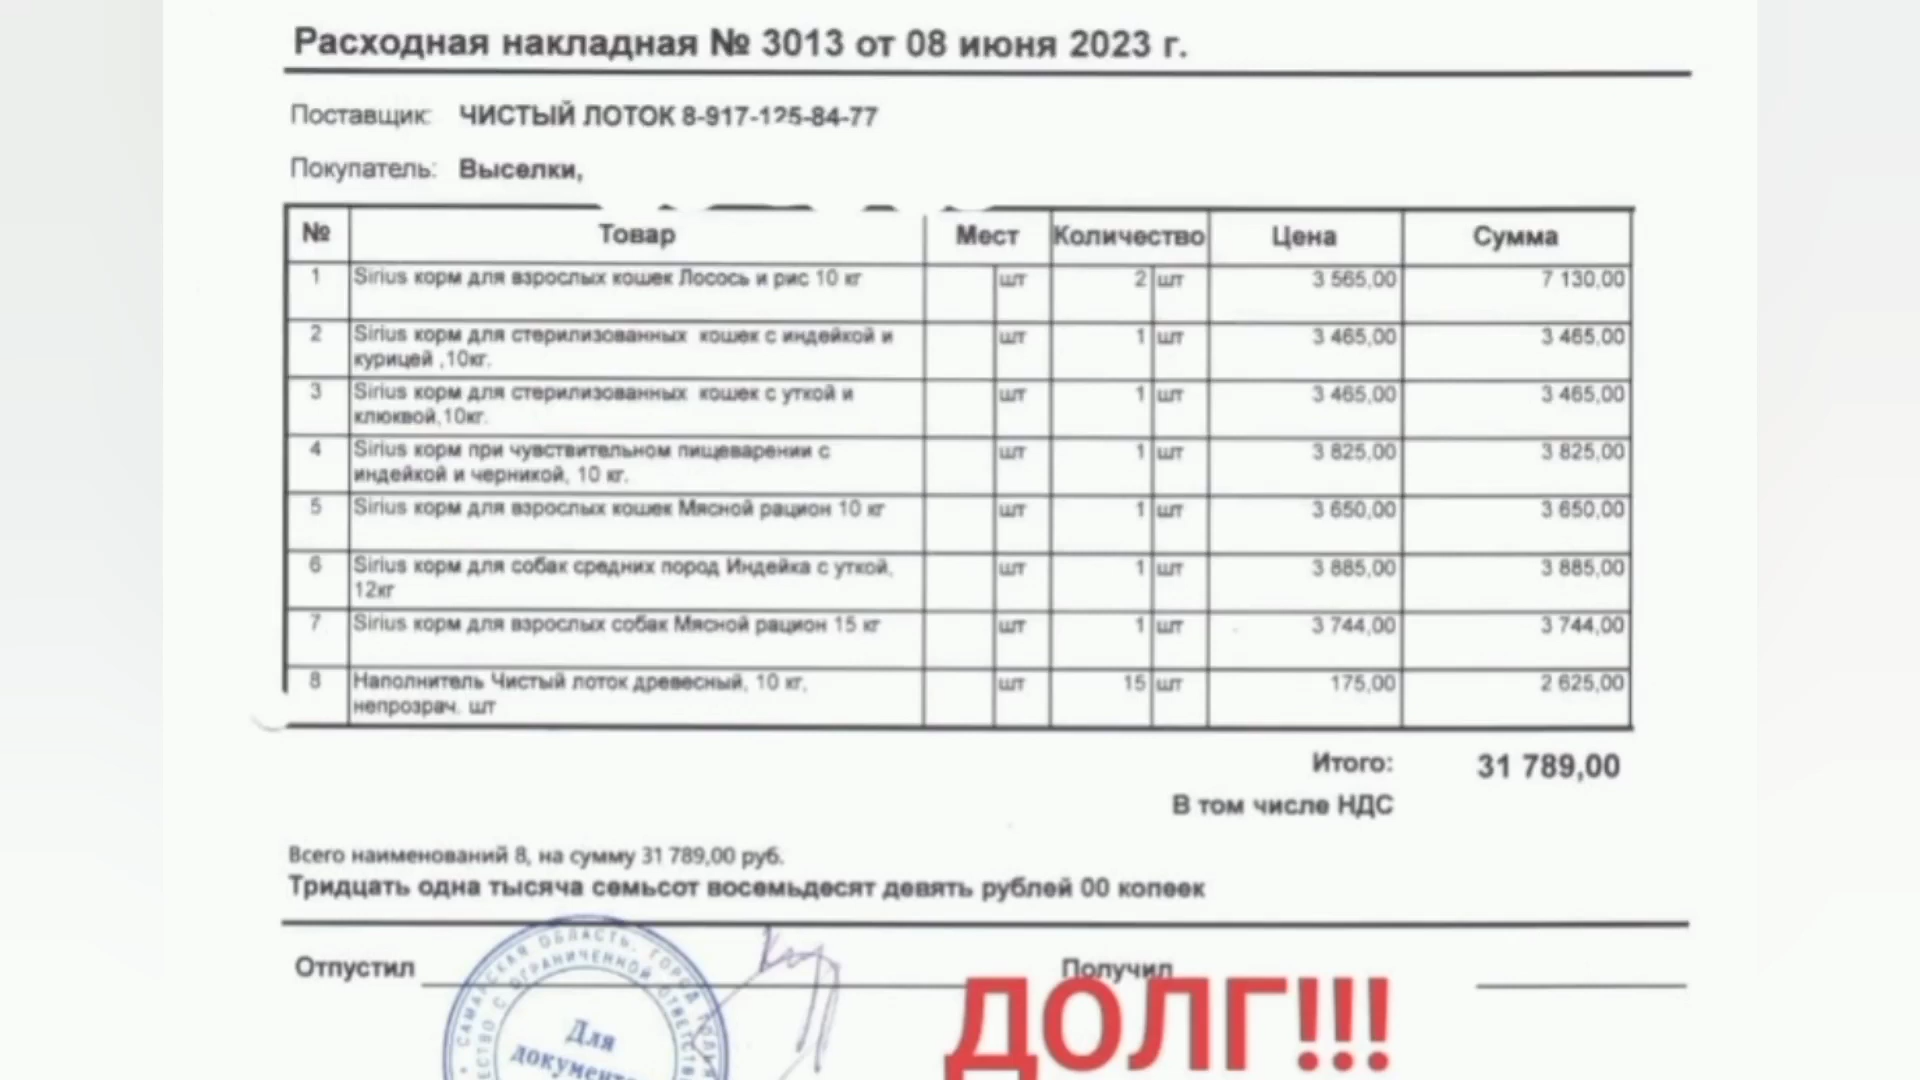 Расходная накладная № 3013 от 08 июня 2023 г.
Поставщик: ЧИСТЫЙ ЛОТОК 8-917-125-84-77
Покупатель: Выселки,
№ Товар Мест Количество Цена Сумма
1 Sirius корм для взрослых кошек Лосось и рис 10 кг шт 2 шт 3 565,00 7 130,00
2 Sirius корм для стерилизованных кошек с индейкой и шт 1 шт 3 465,00 3 465,00
курицей ,10кг.
3 Sirius корм для стерилизованных кошек с уткой и шт 1 шт 3 465,00 3 465,00
клюквой,10кг.
4 Sirius корм при чувствительном пищеварении с шт 1 шт 3 825,00 3 825,00
индейкой и черникой, 10 кг.
5 Sirius корм для взрослых кошек Мясной рацион 10 кг шт 1 шт 3 650,00 3 650,00
6 Sirius корм для собак средних пород Индейка с уткой, шт 1 шт 3 885,00 3 885,00
12кг
7 Sirius корм для взрослых собак Мясной рацион 15 кг шт 1 шт 3 744,00 3 744,00
8 Наполнитель Чистый лоток древесный, 10 кг, шт 15 шт 175,00 2 625,00
непрозрач. шт
Итого: 31 789,00
В том числе НДС
Всего наименований 8, на сумму 31 789,00 руб.
Тридцать одна тысяча семьсот восемьдесят девять рублей 00 копеек
Отпустил Получил
САМАРСКАЯ ОБЛАСТЬ, ГОРОД
С ОГРАНИЧЕННОЙ
Для
ДОЛГ!!!